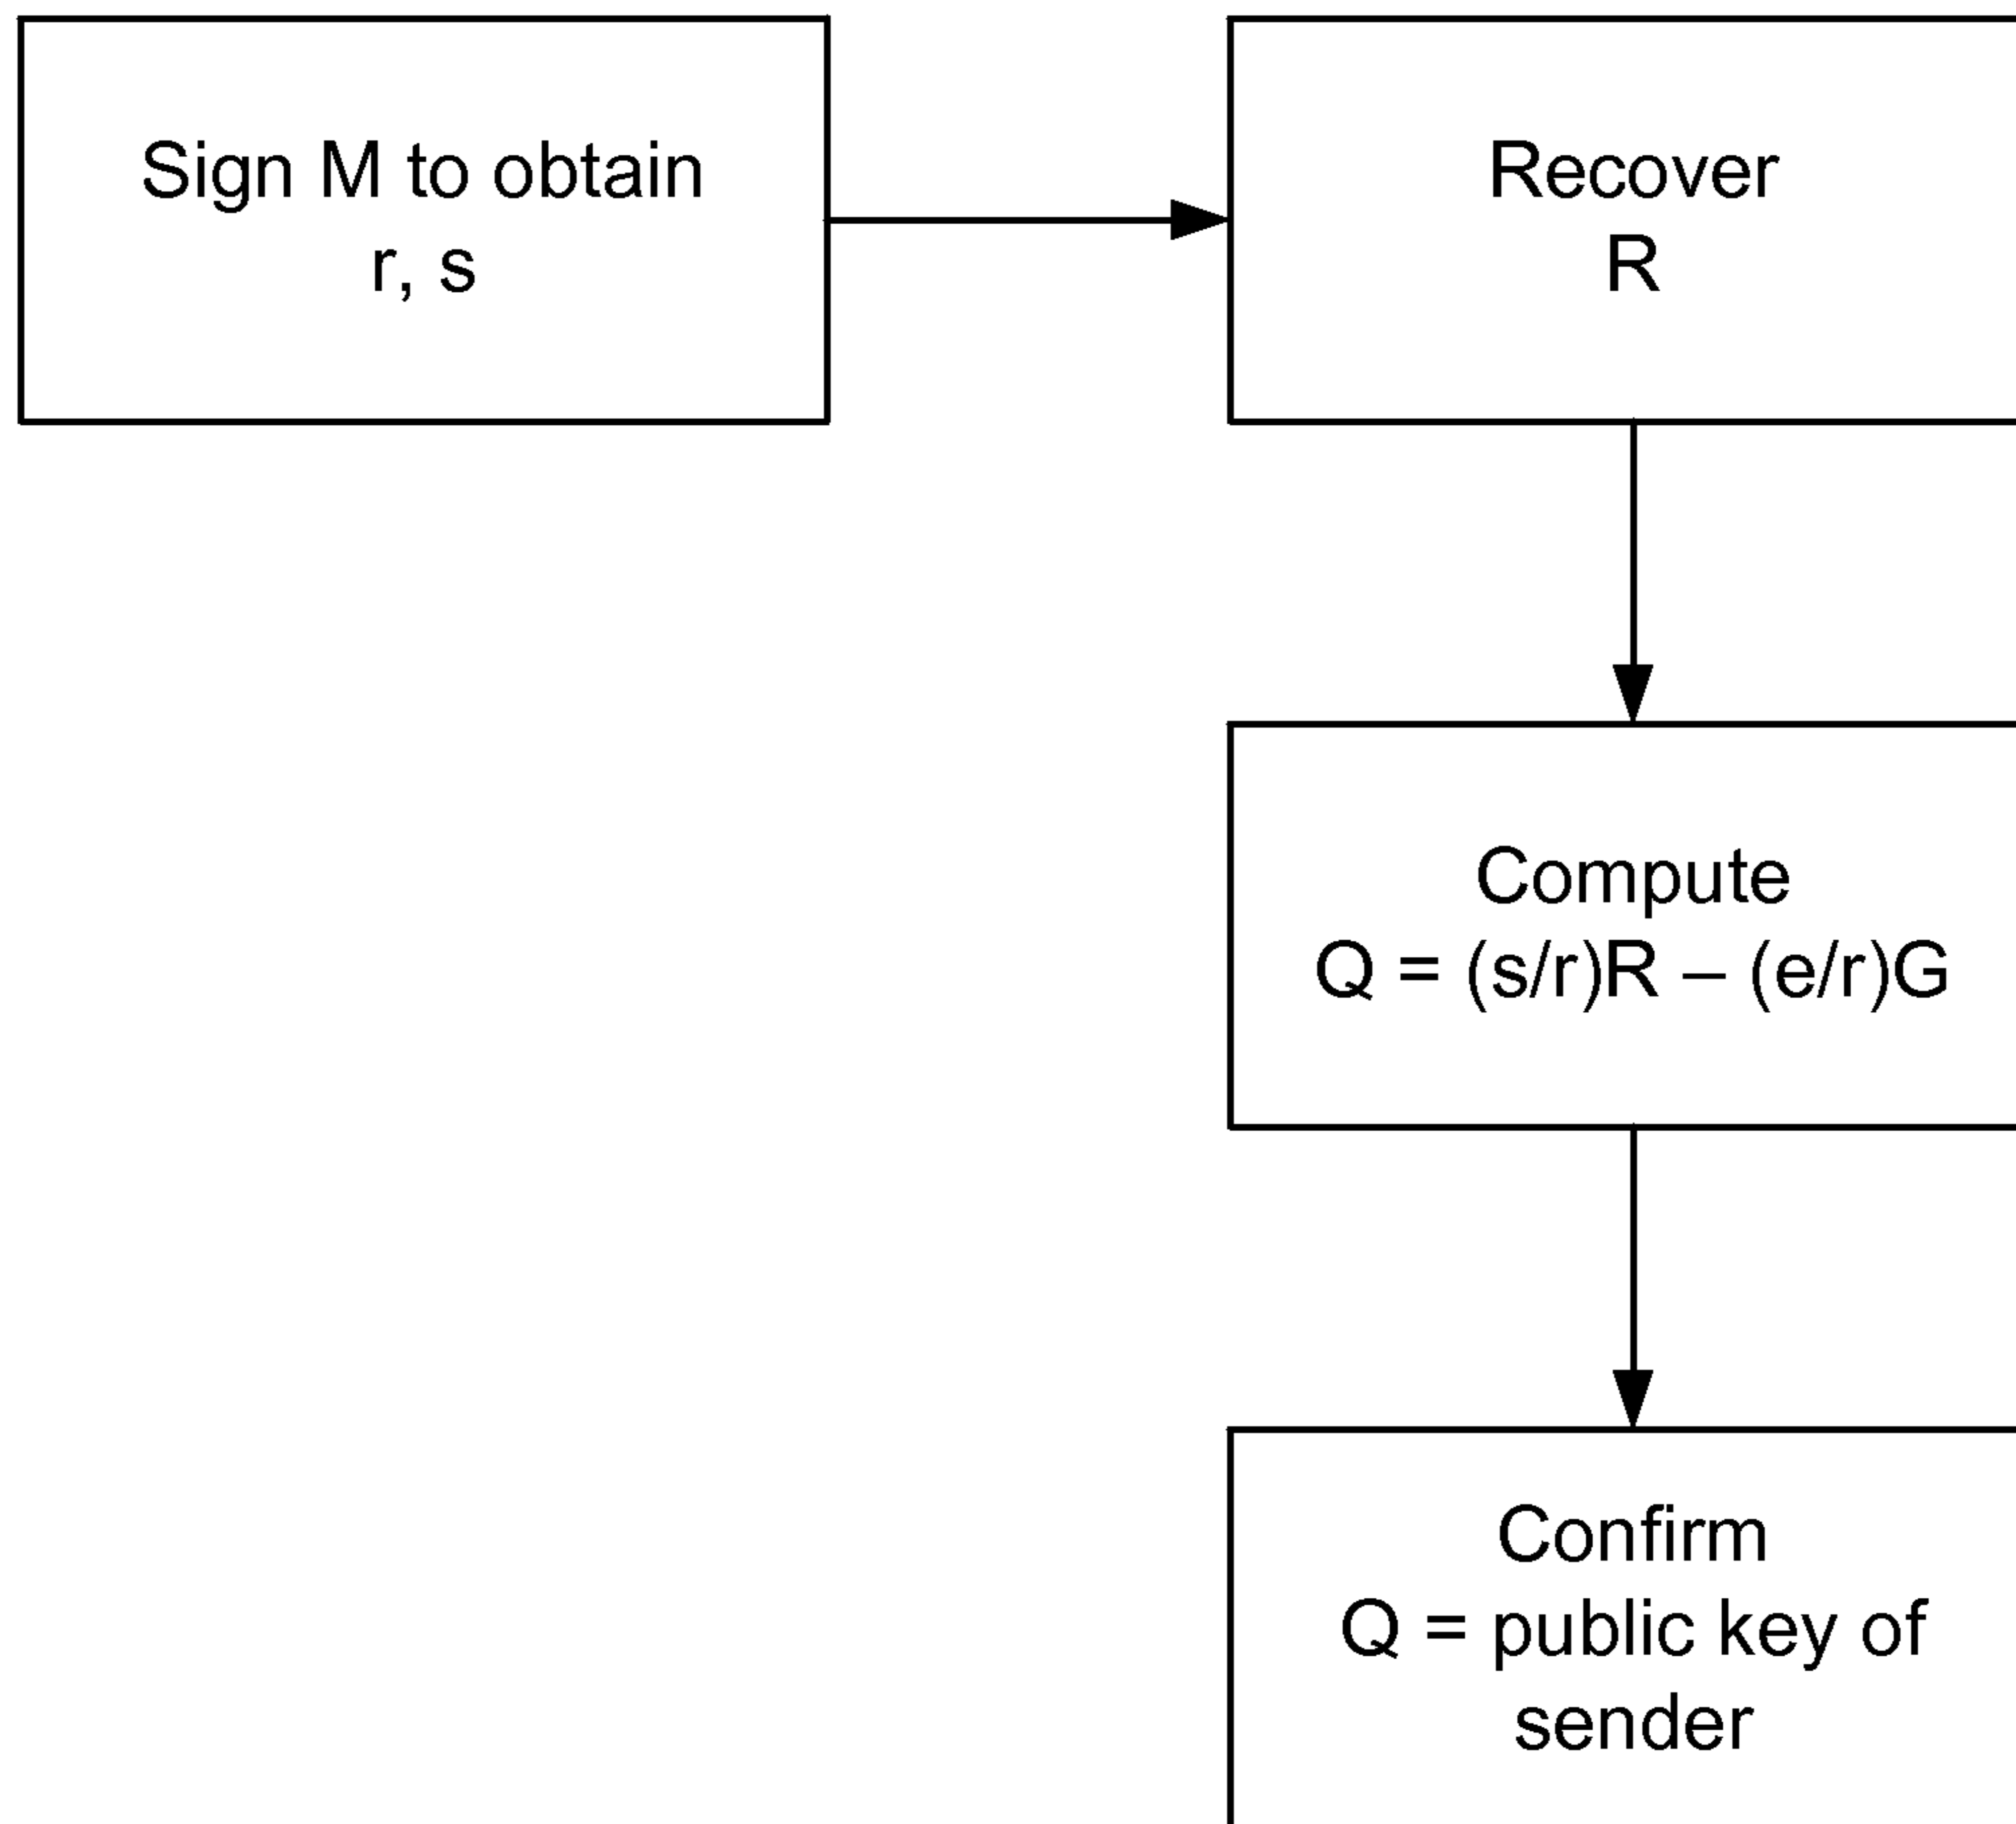 Sign M to obtain
r, s
Recover
R
Compute
Q = (s/r)R – (e/r)G
Confirm
Q = public key of
sender